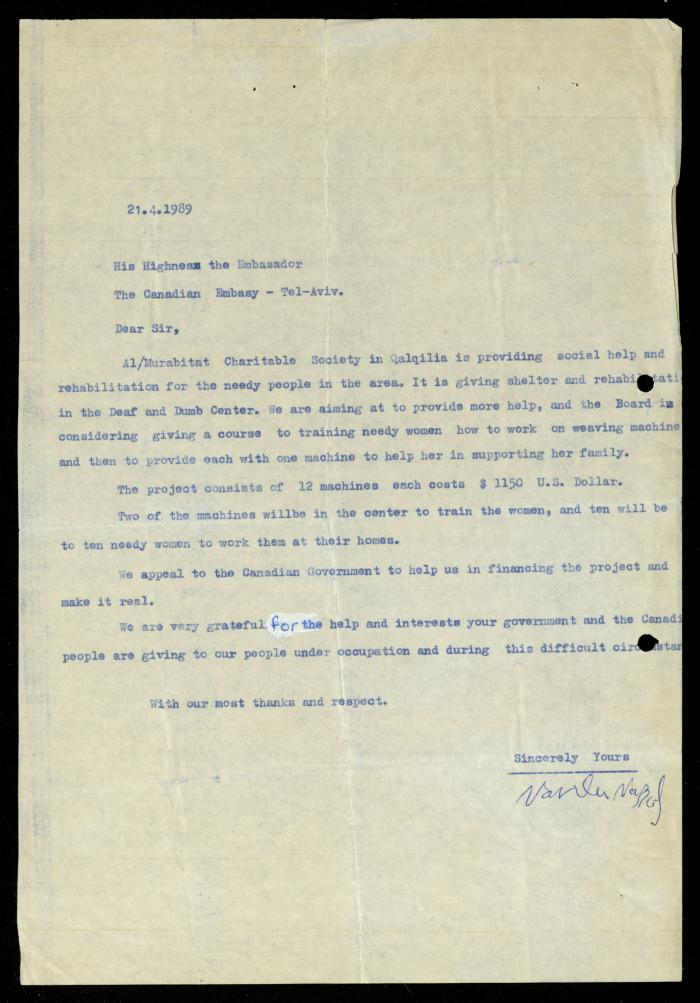 21.4.1989
His Highness the Embasador
The Canadian Embasy - Tel-Aviv.
Dear Sir,
Al/Murabitat Charitable Society in Qalqilia is providing social help and
rehabilitation for the needy people in the area. It is giving shelter and rehabi tati
in the Deaf and Dumb Center. We are aiming at to provide more help, and the Board is
considering giving a course to training needy women how to work on weaving machine
and then to provide each with one machine to help her in supporting her family.
The project consists of 12 machines each costs $ 1150 U.S. Dollar.
Two of the machines willbe in the center to train the women, and ten will be
to ten needy women to work them at their homes.
We appeal to the Canadian Government to help us in financing the project and
make it real.
We are very grateful for the help and interests your government and the Canadi
people are giving to our people under occupation and during this difficult circ mstan
With our most thanks and respect.
Sincerely Yours